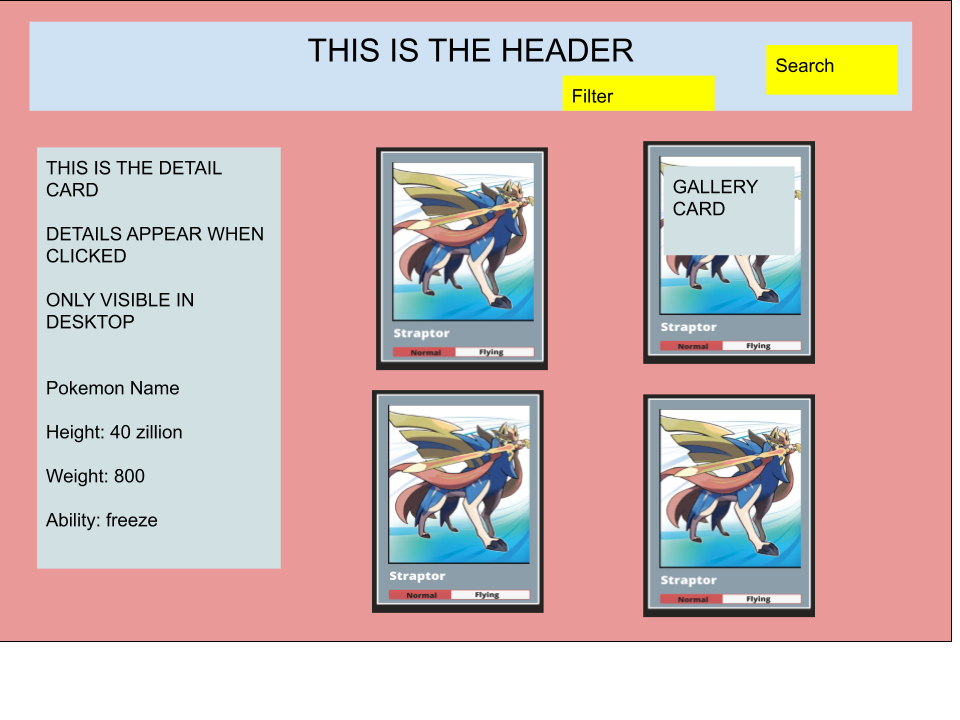 THIS IS THE HEADER
Search
Filter
THIS IS THE DETAIL
CARD
DETAILS APPEAR WHEN
CLICKED
ONLY VISIBLE IN
DESKTOP
Pokemon Name
Height: 40 zillion
Weight: 800
Ability: freeze
Straptor
Normal Flying
GALLERY
CARD
Straptor
Normal Flying
Straptor
Normal Flying
Straptor
Normal Flying